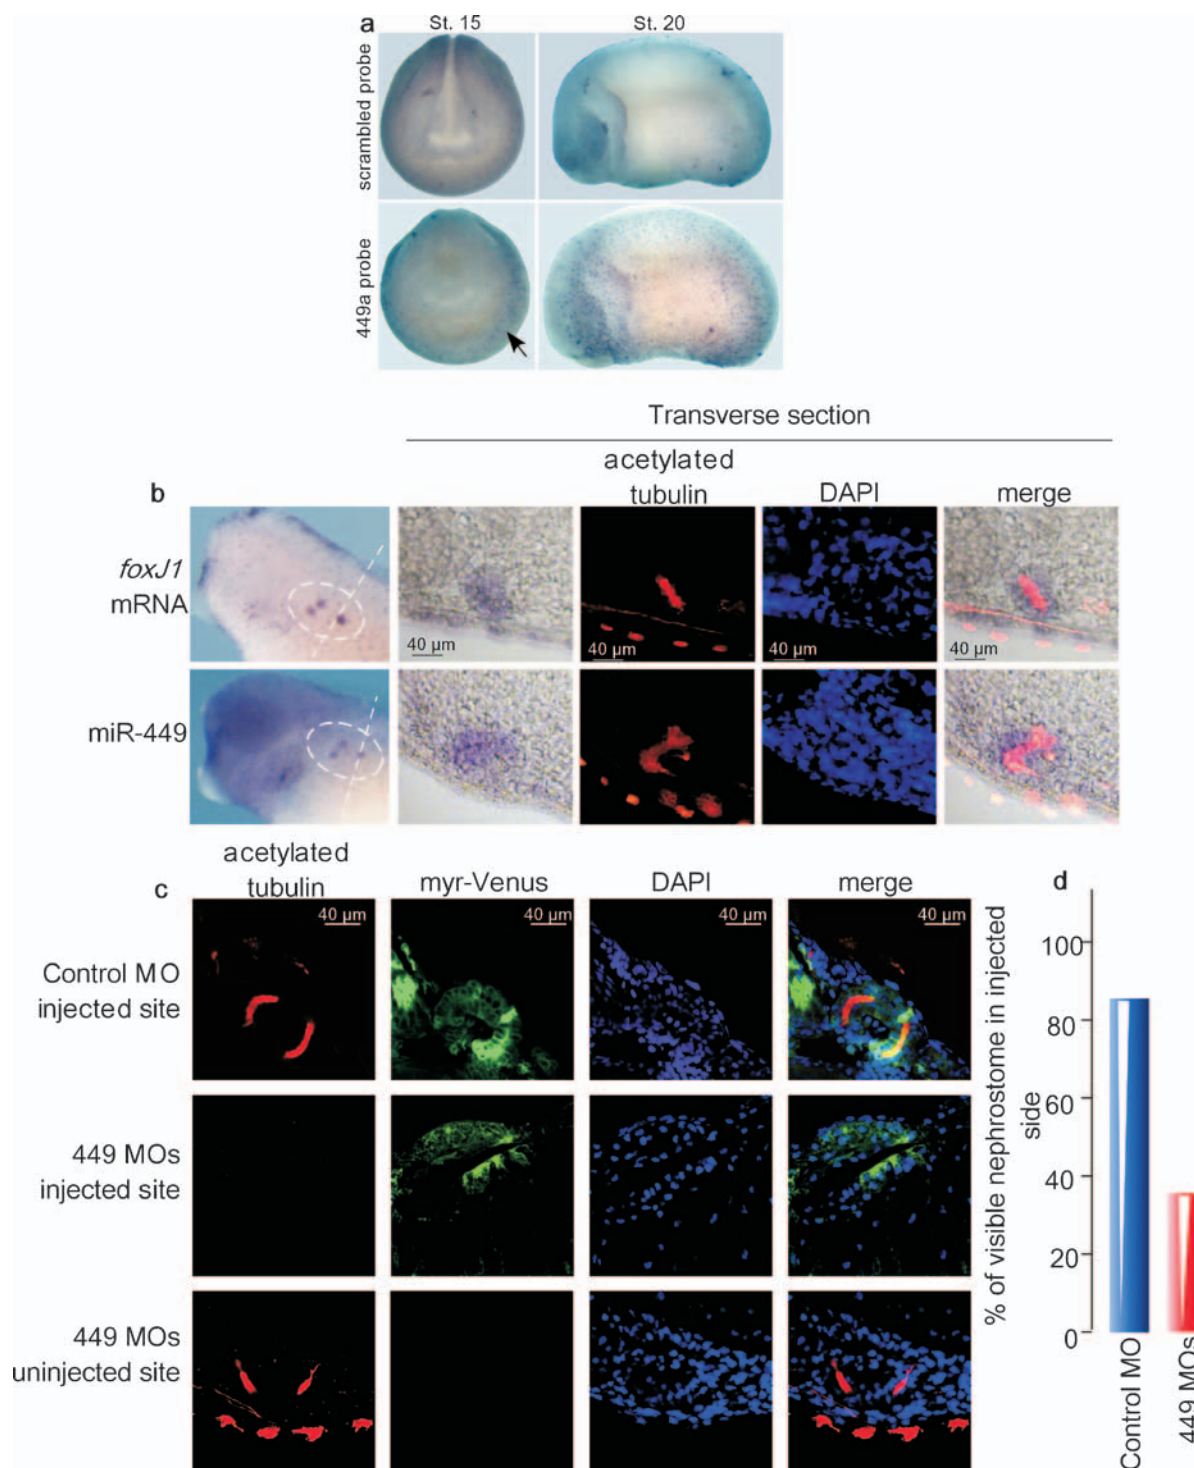 a
St. 15
St. 20
scrambled probe
449a probe
Transverse section
b
acetylated
tubulin
DAPI
merge
foxJ1
mRNA
40 µm
40 µm
40 µm
40 µm
miR-449
c
acetylated
tubulin
myr-Venus
DAPI
merge
d
40 µm
40 µm
40 µm
40 µm
Control MO
injected site
449 MOs
injected site
449 MOs
uninjected site
% of visible nephrostome in injected
side
100
80
60
40
20
0
Control MO
449 MOs